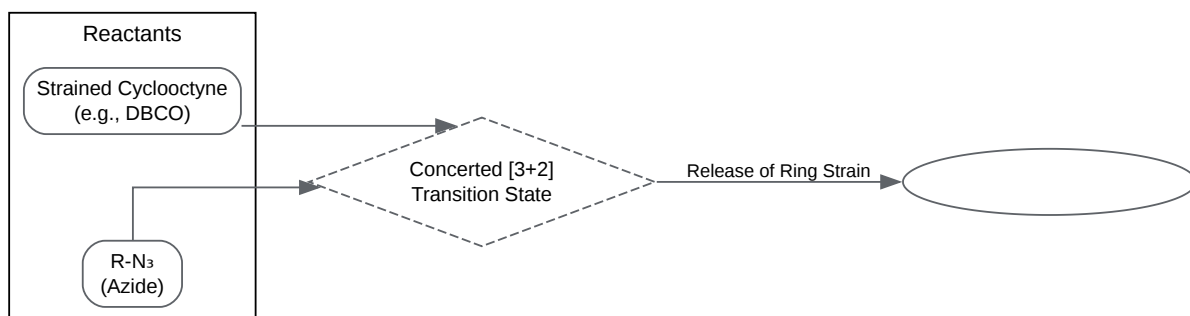 Reactants
Strained Cyclooctyne
(e.g., DBCO)
Concerted [3+2]
Transition State
Release of Ring Strain
R-N₃
(Azide)